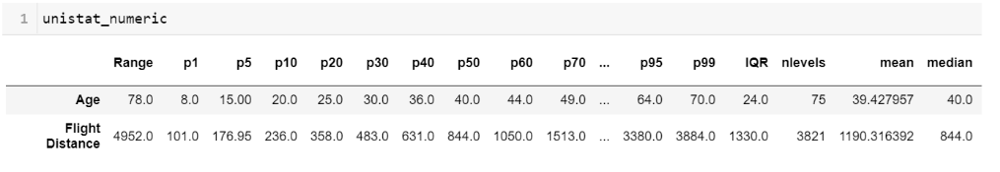 1 unistat_numeric
Range p1 p5 p10 p20 p30 p40 p50 p60 p70 ... p95 p99 IQR nlevels mean median
Age 78.0 8.0 15.00 20.0 25.0 30.0 36.0 40.0 44.0 49.0 ... 64.0 70.0 24.0 75 39.427957 40.0
Flight
Distance 4952.0 101.0 176.95 236.0 358.0 483.0 631.0 844.0 1050.0 1513.0 ... 3380.0 3884.0 1330.0 3821 1190.316392 844.0